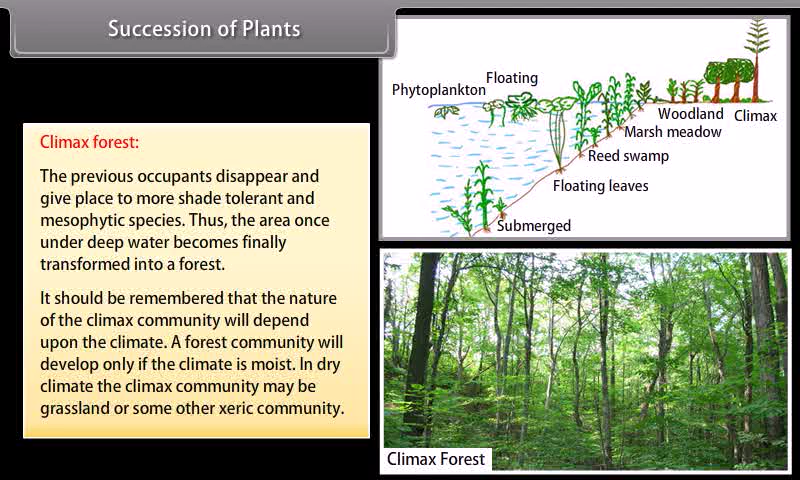 Succession of Plants
Climax forest:
The previous occupants disappear and
give place to more shade tolerant and
mesophytic species. Thus, the area once
under deep water becomes finally
transformed into a forest.
It should be remembered that the nature
of the climax community will depend
upon the climate. A forest community will
develop only if the climate is moist. In dry
climate the climax community may be
grassland or some other xeric community.
Floating
Phytoplankton
Woodland
Climax
Marsh meadow
Reed swamp
Floating leaves
Submerged
Climax Forest